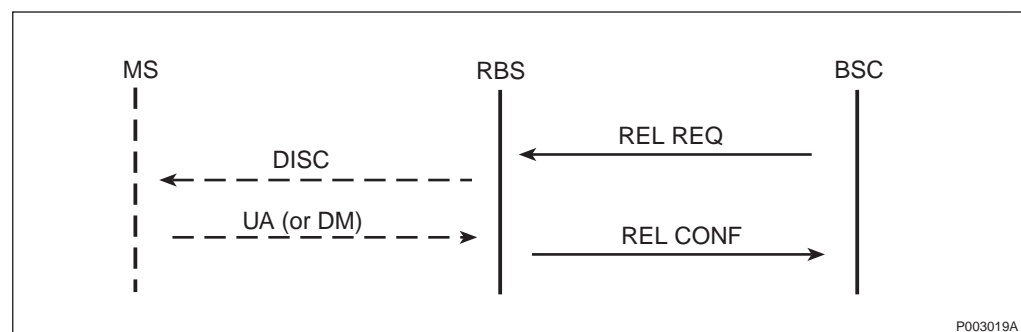 MS
RBS
BSC
REL REQ
DISC
UA (or DM)
REL CONF
P003019A